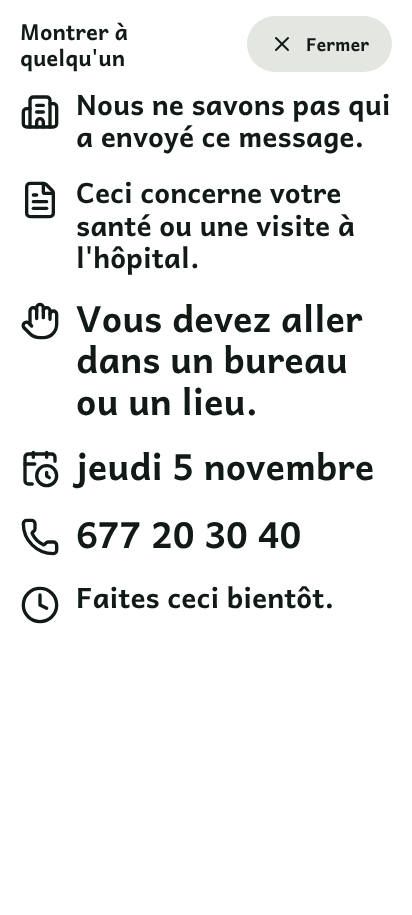 Montrer à
quelqu'un
Fermer
Nous ne savons pas qui
a envoyé ce message.
Ceci concerne votre
santé ou une visite à
l'hôpital.
Vous devez aller
dans un bureau
ou un lieu.
jeudi 5 novembre
677 20 30 40
Faites ceci bientôt.